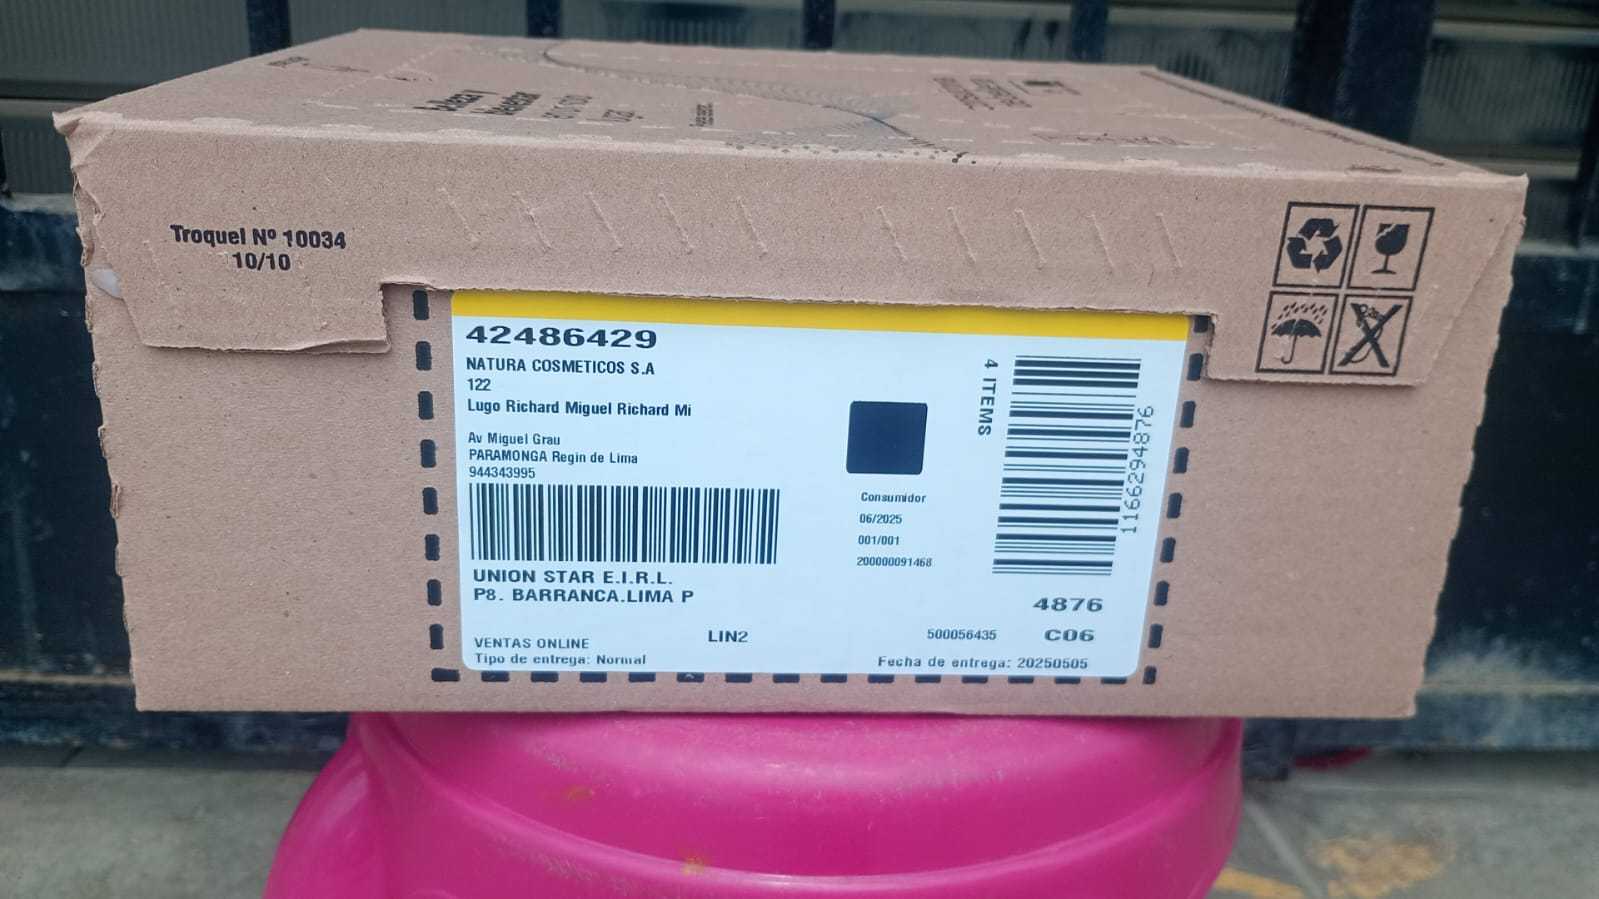 Troquel Nº 10034
10/10
42486429
NATURA COSMETICOS S.A
122
Lugo Richard Miguel Richard Mi
Av Miguel Grau
PARAMONGA Regin de Lima
944343995
UNION STAR E.I.R.L.
P8. BARRANCA.LIMA P
VENTAS ONLINE
LIN2
Tipo de entrega: Normal
4 ITEMS
1166294876
Consumidor
06/2025
001/001
200000091468
4876
500056435
C06
Fecha de entrega: 20250505